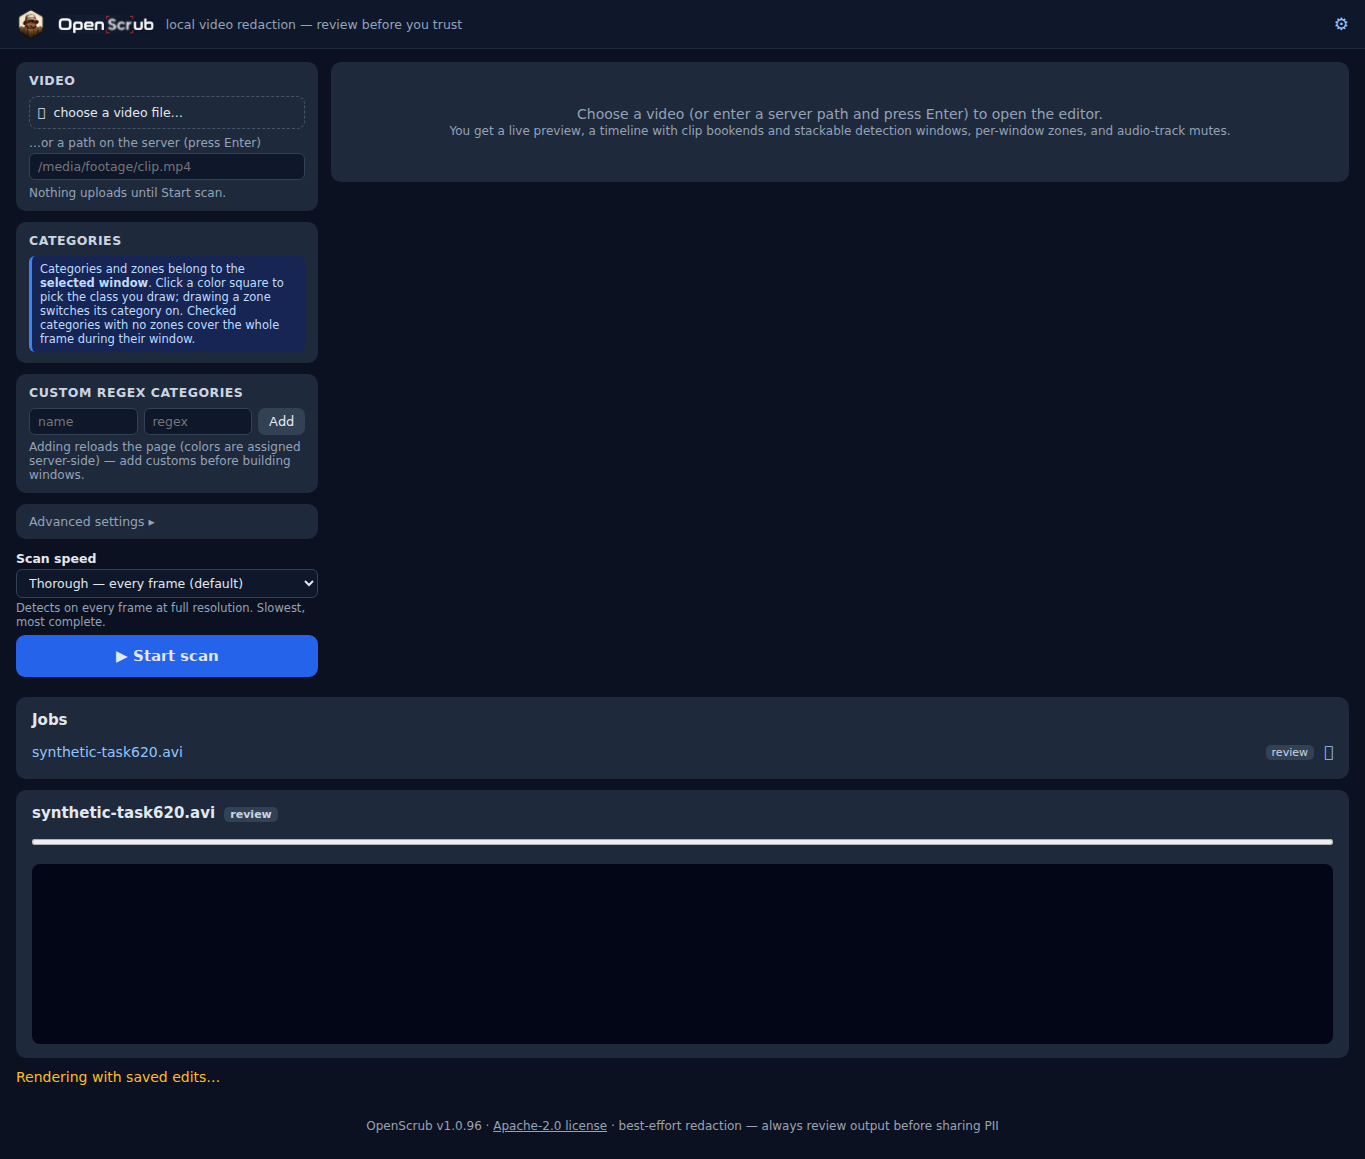 OpenScrub local video redaction — review before you trust
VIDEO
choose a video file...
...or a path on the server (press Enter)
/media/footage/clip.mp4
Nothing uploads until Start scan.
Choose a video (or enter a server path and press Enter) to open the editor.
You get a live preview, a timeline with clip bookends and stackable detection windows, per-window zones, and audio-track mutes.
CATEGORIES
Categories and zones belong to the
selected window. Click a color square to
pick the class you draw; drawing a zone
switches its category on. Checked
categories with no zones cover the whole
frame during their window.
CUSTOM REGEX CATEGORIES
name regex Add
Adding reloads the page (colors are assigned
server-side) — add customs before building
windows.
Advanced settings ▸
Scan speed
Thorough — every frame (default)
Detects on every frame at full resolution. Slowest,
most complete.
▶ Start scan
Jobs
synthetic-task620.avi review
synthetic-task620.avi review
Rendering with saved edits...
OpenScrub v1.0.96 · Apache-2.0 license · best-effort redaction — always review output before sharing PII